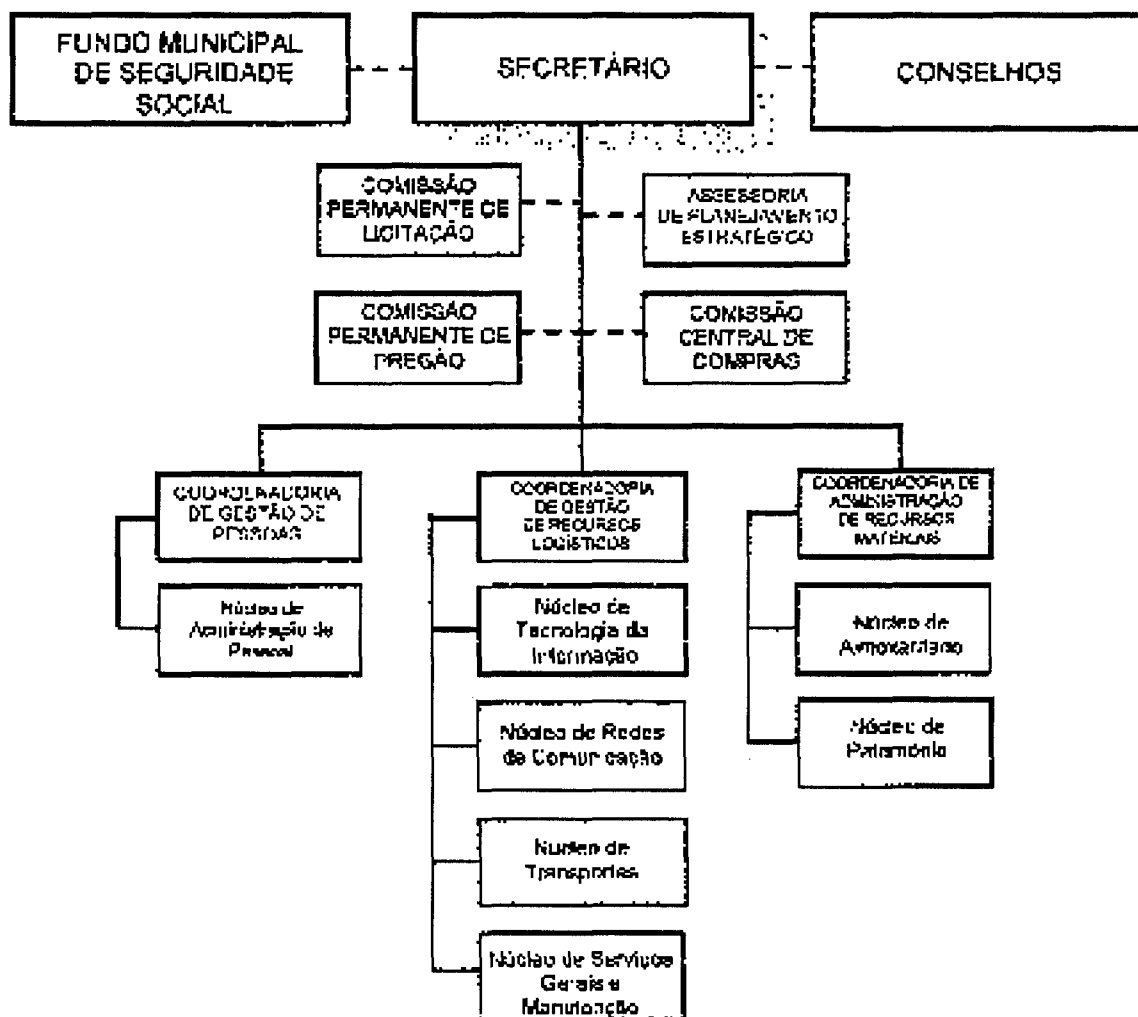 FUNDO MUNICIPAL
DE SEGURIDADE
SOCIAL
SECRETÁRIO
CONSELHOS
COMISSÃO
PERMANENTE DE
LICITAÇÃO
ASSESSORIA
DE PLANEJAMENTO
ESTRATÉGICO
COMISSÃO
PERMANENTE DE
PREGÃO
COMISSÃO
CENTRAL DE
COMPRAS
COORDENADORIA
DE GESTÃO DE
PESSOAS
COORDENADORIA
DE GESTÃO
DE RECURSOS
LOGÍSTICOS
COORDENADORIA DE
ADMINISTRAÇÃO
DE RECURSOS
MATERIAIS
Núcleo de
Administração de
Pessoal
Núcleo de
Tecnologia da
Informação
Núcleo de
Almoxarifado
Núcleo de Redes
de Comunicação
Núcleo de
Patrimônio
Núcleo de
Transportes
Núcleo de Serviços
Gerais e
Manutenção